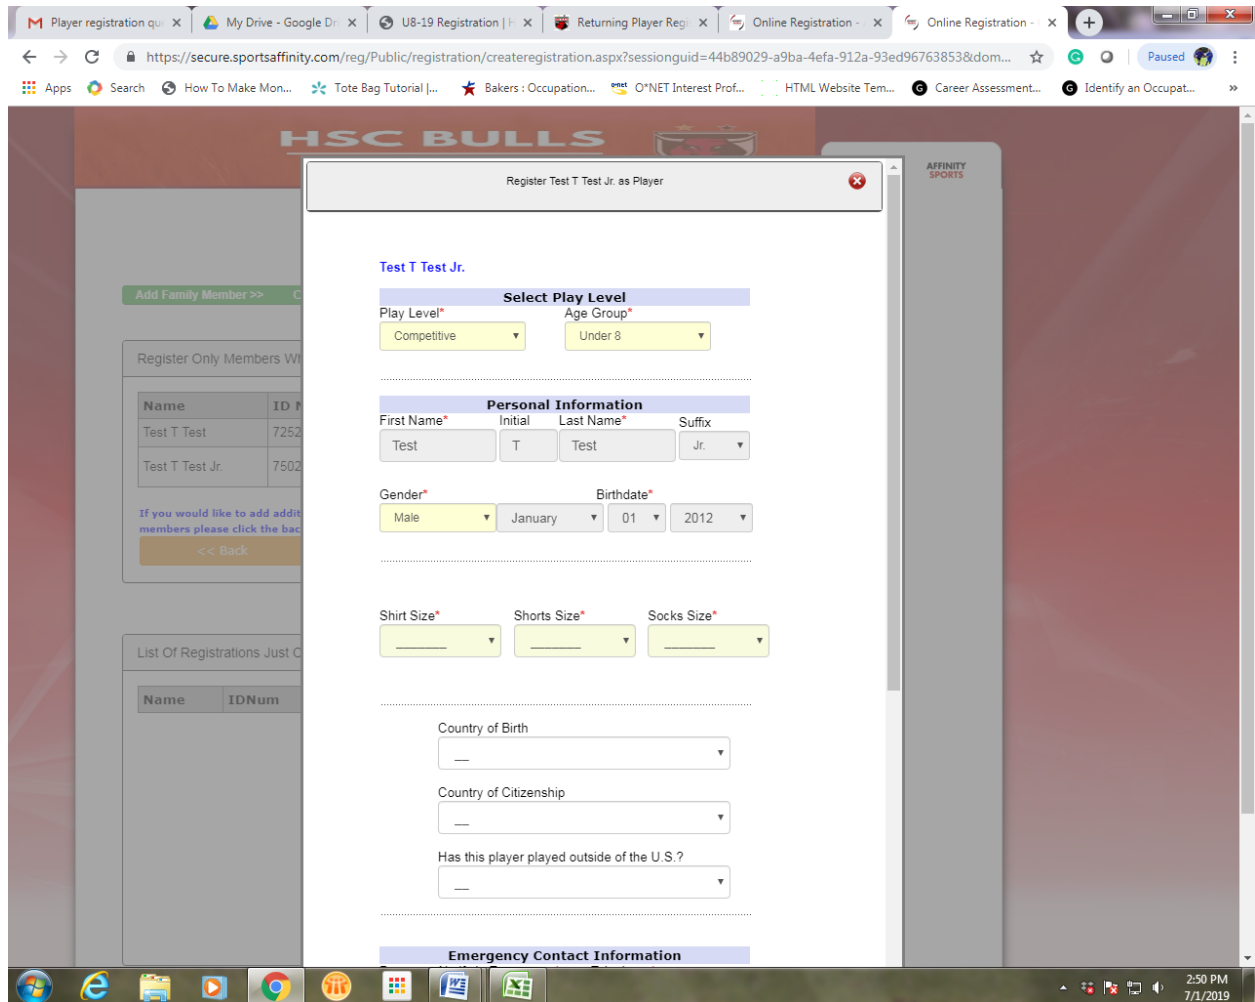 Player registration qu
My Drive - Google Dr
U8-19 Registration | H
Returning Player Regi
Online Registration -
Online Registration -
https://secure.sportsaffinity.com/reg/Public/registration/createregistration.aspx?sessionguid=44b89029-a9ba-4efa-912a-93ed96763853&dom...
Paused
Apps
Search
How To Make Mon...
Tote Bag Tutorial |...
Bakers : Occupation...
O*NET Interest Prof...
HTML Website Tem...
Career Assessment...
Identify an Occupat...
»
HSC BULLS
AFFINITY
SPORTS
Register Test T Test Jr. as Player
Add Family Member >> C
Register Only Members Wh
Name ID N
Test T Test 7252
Test T Test Jr. 7502
If you would like to add addit
members please click the bac
<< Back
List Of Registrations Just C
Name IDNum
Test T Test Jr.
Select Play Level
Play Level* Age Group*
Competitive Under 8
Personal Information
First Name* Initial Last Name* Suffix
Test T Test Jr.
Gender* Birthdate*
Male January 01 2012
Shirt Size* Shorts Size* Socks Size*
_______ _______ _______
Country of Birth
__
Country of Citizenship
__
Has this player played outside of the U.S.?
__
Emergency Contact Information
2:50 PM
7/1/2019